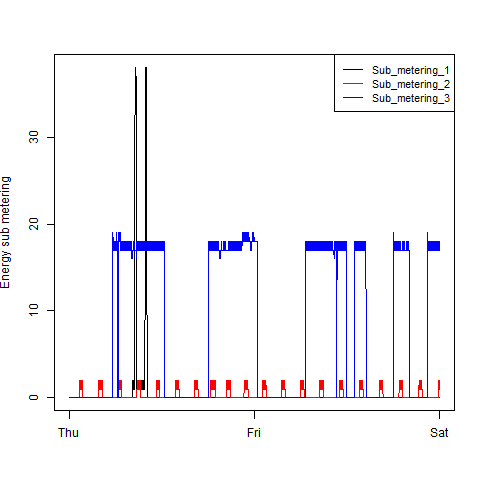 Sub_metering_1
Sub_metering_2
Sub_metering_3
Energy sub metering
30
20
10
0
Thu Fri Sat